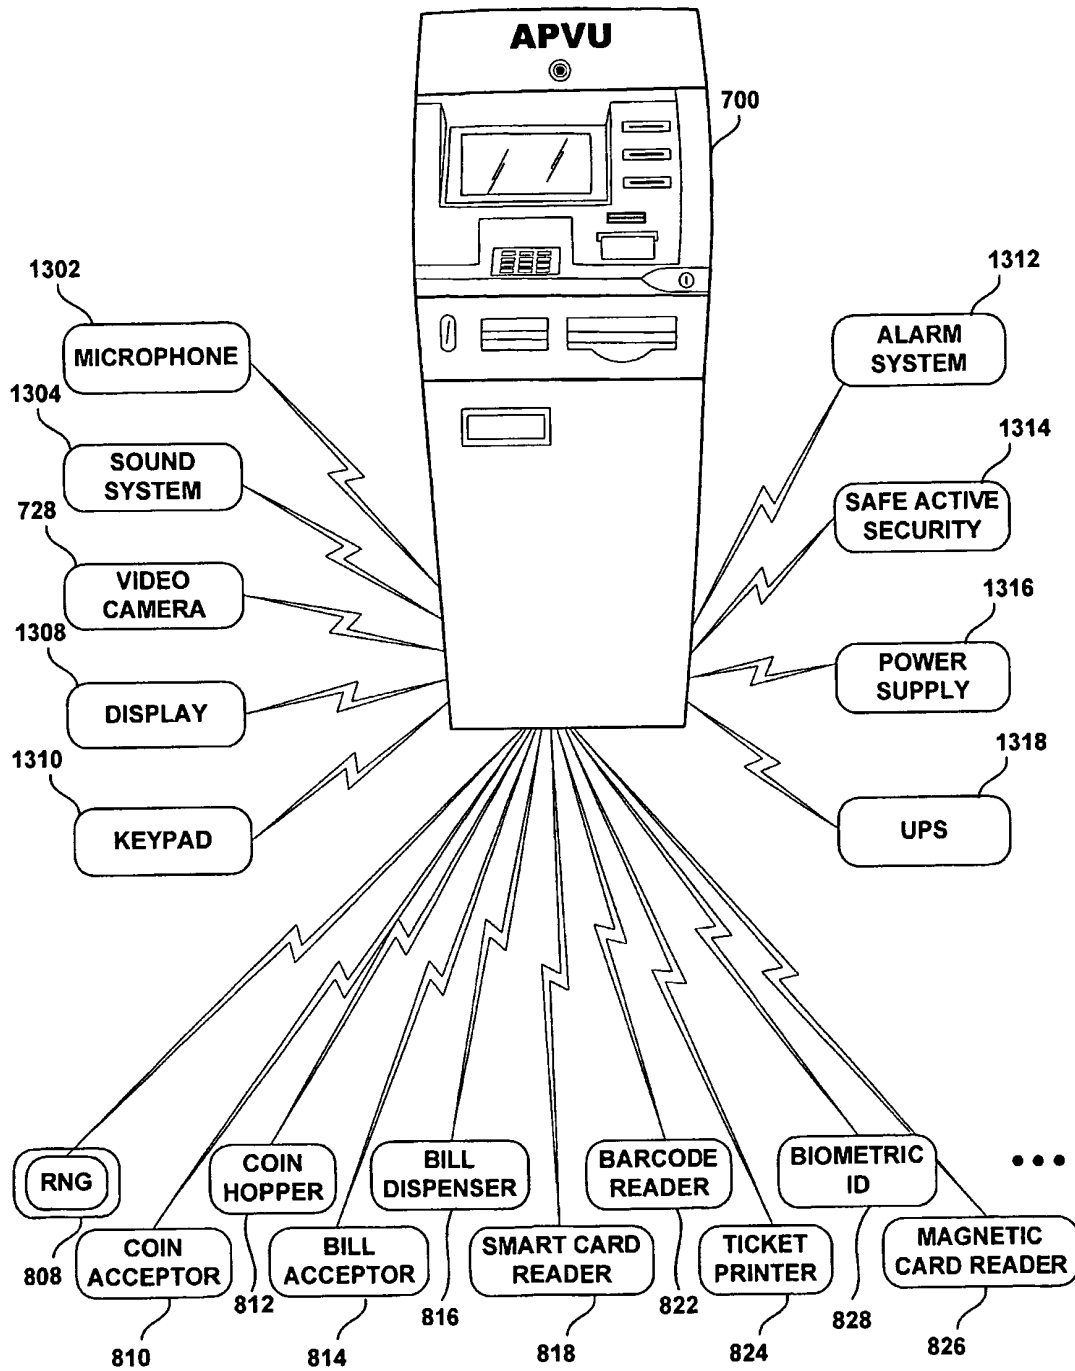 APVU
700
1302
MICROPHONE
1304
SOUND
SYSTEM
728
VIDEO
CAMERA
1308
DISPLAY
1310
KEYPAD
1312
ALARM
SYSTEM
1314
SAFE ACTIVE
SECURITY
1316
POWER
SUPPLY
1318
UPS
RNG
808
COIN
ACCEPTOR
810
COIN
HOPPER
812
BILL
ACCEPTOR
814
BILL
DISPENSER
816
SMART CARD
READER
818
BARCODE
READER
822
TICKET
PRINTER
824
BIOMETRIC
ID
828
MAGNETIC
CARD READER
826
•••